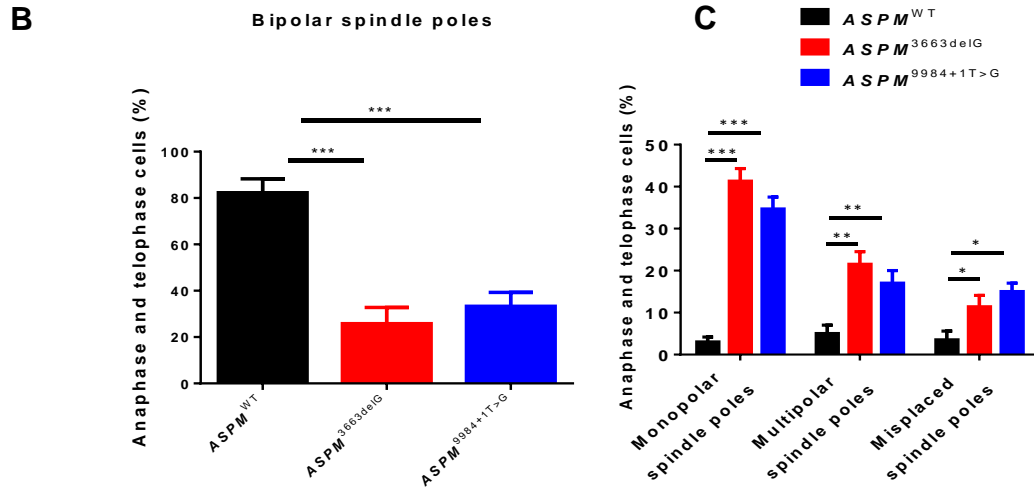 B
Bipolar spindle poles
Anaphase and telophase cells (%)
100
80
60
40
20
0
***
***
ASPM^WT
ASPM^3663delG
ASPM^9984+1T>G
C
ASPM^WT
ASPM^3663delG
ASPM^9984+1T>G
Anaphase and telophase cells (%)
50
40
30
20
10
0
***
***
**
**
*
*
Monopolar
spindle poles
Multipolar
spindle poles
Misplaced
spindle poles